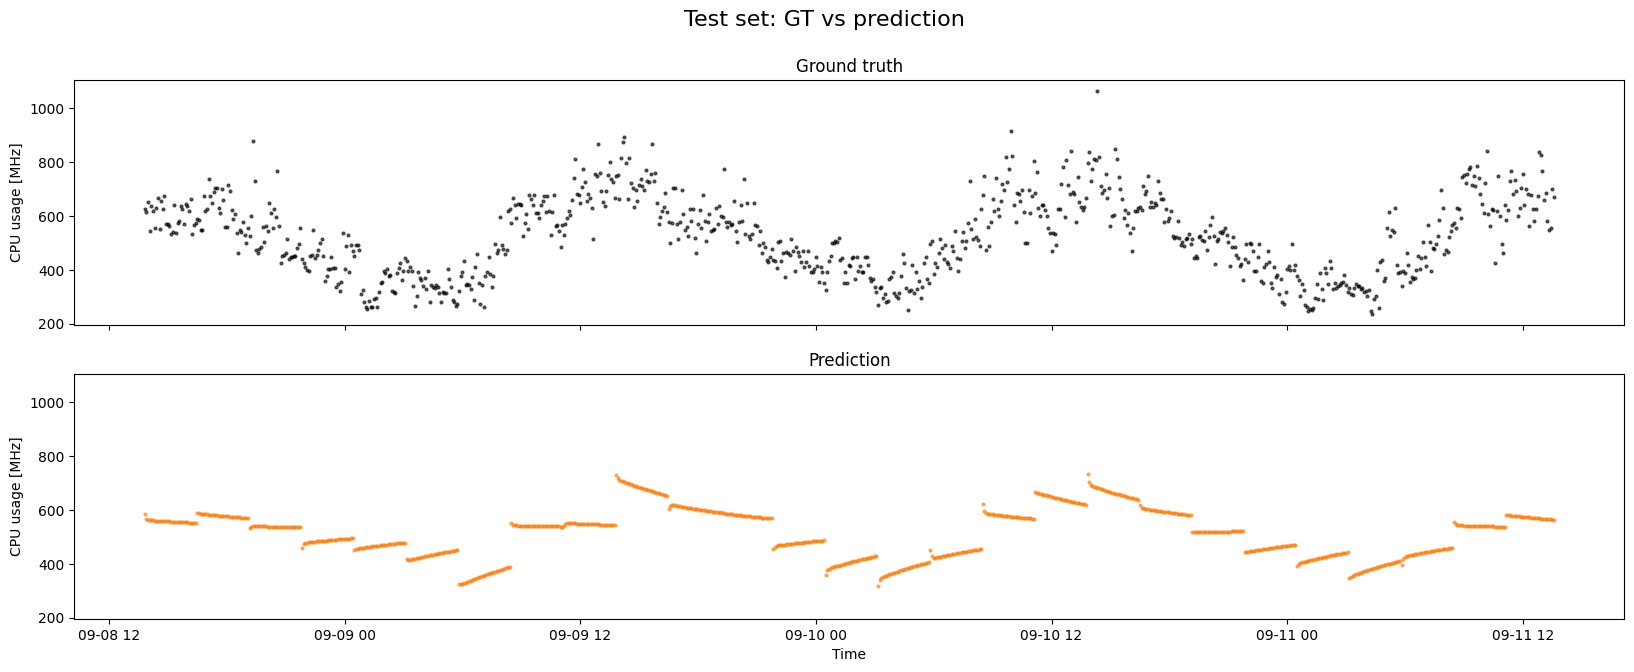 Test set: GT vs prediction
Ground truth
CPU usage [MHz]
1000
800
600
400
200
Prediction
CPU usage [MHz]
1000
800
600
400
200
09-08 12
09-09 00
09-09 12
09-10 00
09-10 12
09-11 00
09-11 12
Time